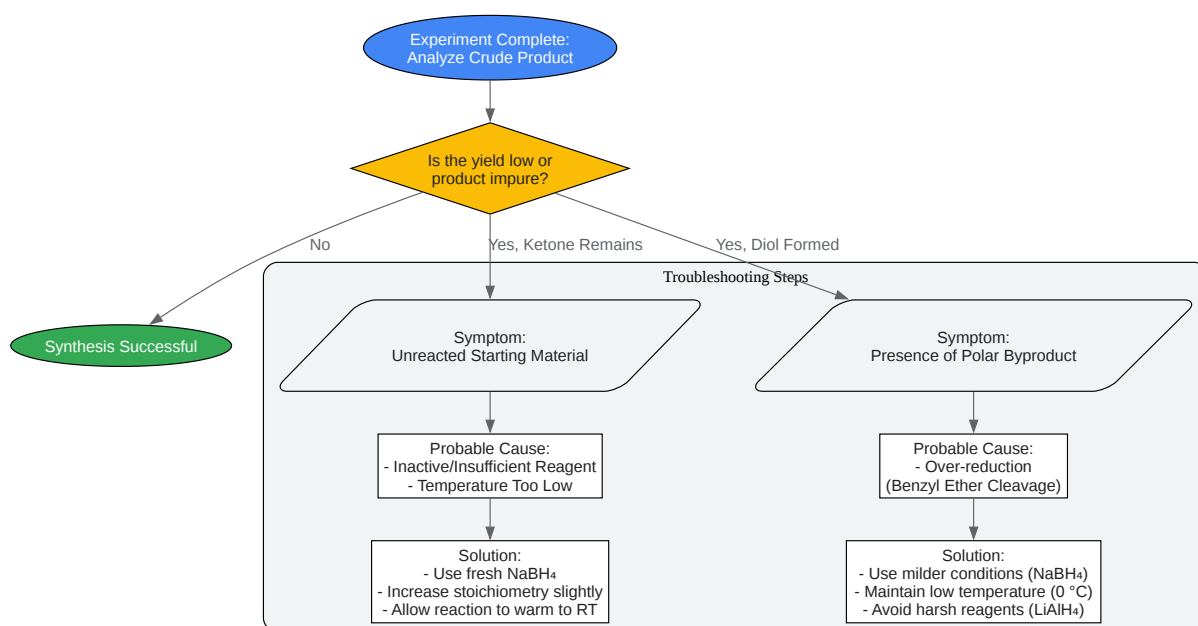 Experiment Complete:
Analyze Crude Product
Is the yield low or
product impure?
No
Yes, Ketone Remains
Yes, Diol Formed
Troubleshooting Steps
Synthesis Successful
Symptom:
Unreacted Starting Material
Symptom:
Presence of Polar Byproduct
Probable Cause:
- Inactive/Insufficient Reagent
- Temperature Too Low
Probable Cause:
- Over-reduction
(Benzyl Ether Cleavage)
Solution:
- Use fresh NaBH₄
- Increase stoichiometry slightly
- Allow reaction to warm to RT
Solution:
- Use milder conditions (NaBH₄)
- Maintain low temperature (0 °C)
- Avoid harsh reagents (LiAlH₄)